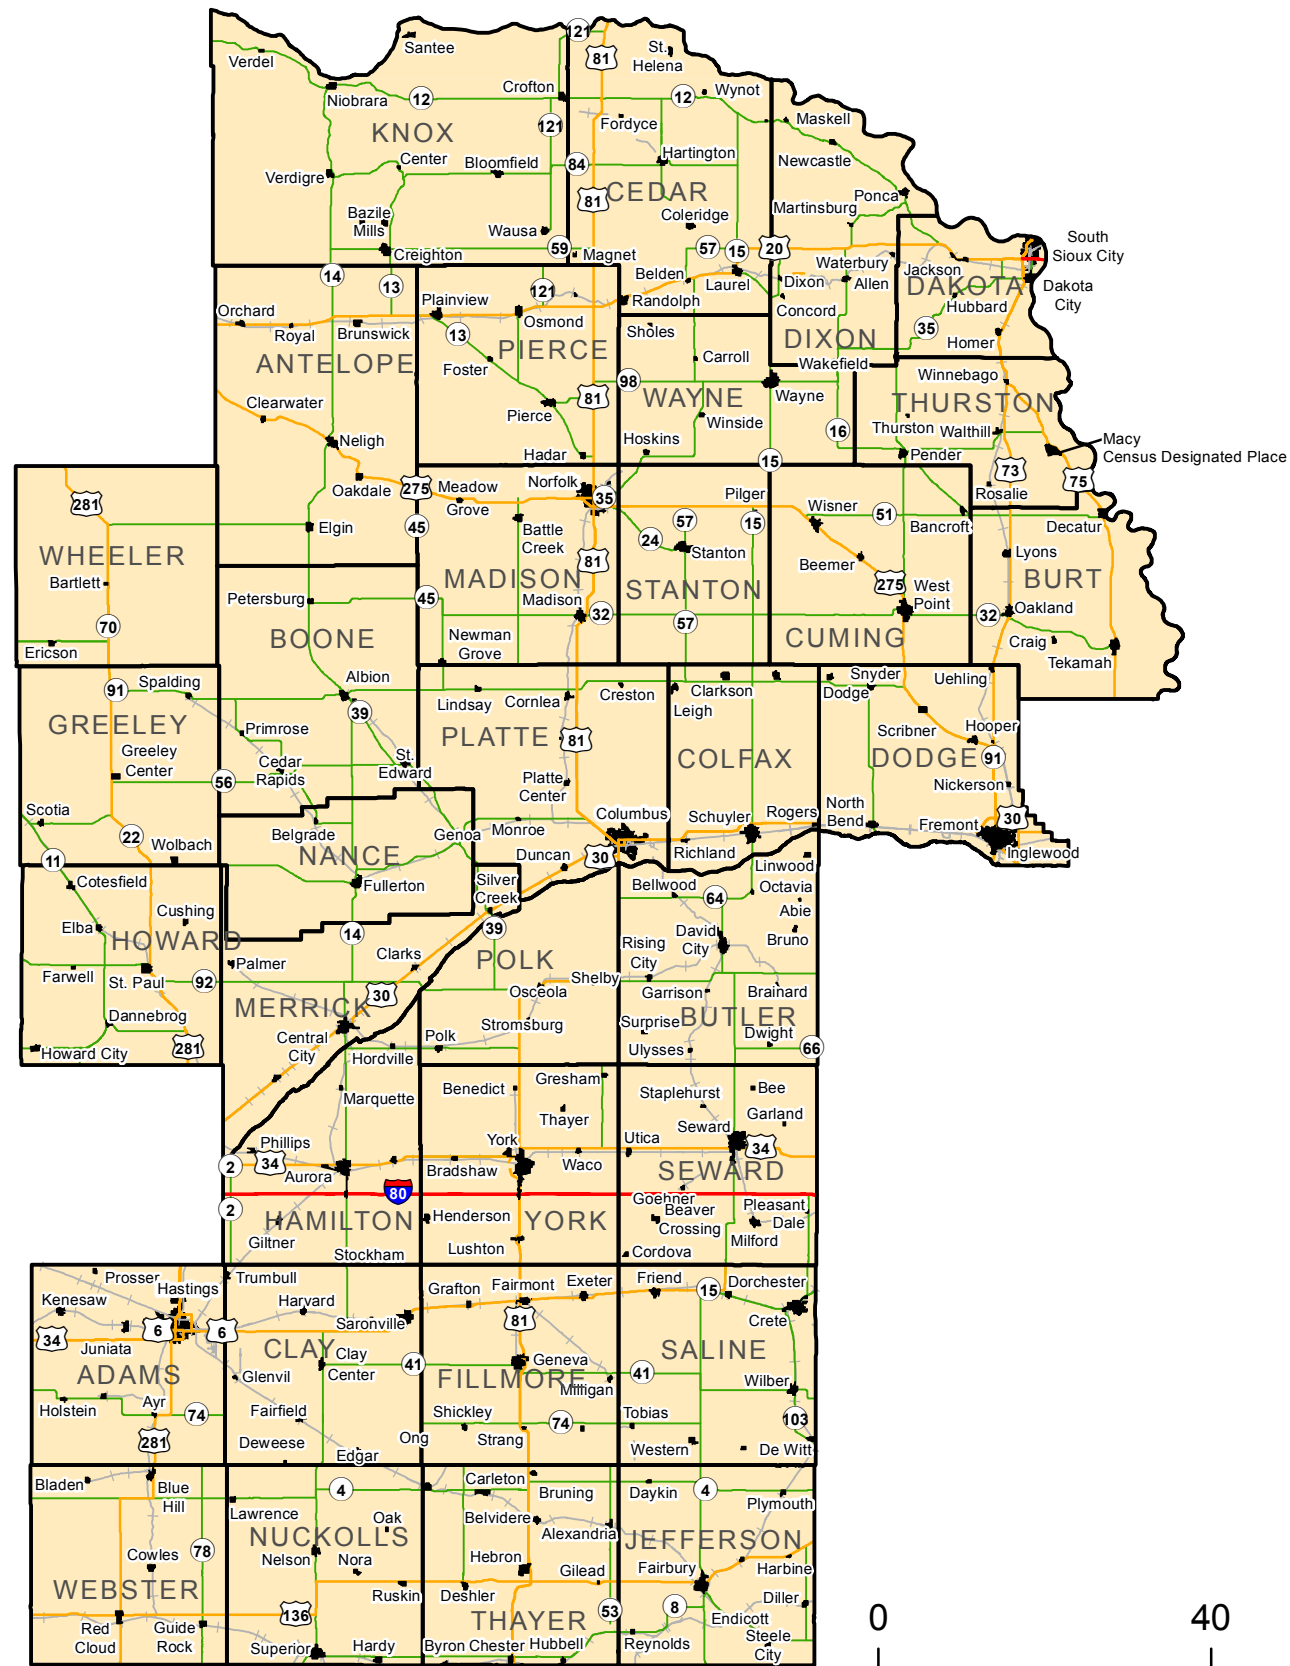 121
Santee
81
St.
Helena
Verdel
Crofton
Wynot
Niobrara
12
12
KNOX
121
Fordyce
Maskell
Center
Bloomfield
84
Hartington
Newcastle
Verdigre
81
CEDAR
Ponca
Bazile
Mills
Coleridge
Martinsburg
Wausa
Creighton
59
Magnet
57
15
20
South
Sioux City
Waterbury
Jackson
14
13
121
Belden
Laurel
Dixon
Allen
DAKOTA
Dakota
City
Randolph
Concord
Hubbard
Orchard
Plainview
Osmond
Royal
Brunswick
13
PIERCE
Sholes
DIXON
35
Homer
ANTELOPE
Foster
Carroll
Wakefield
Winnebago
98
WAYNE
Wayne
THURSTON
Clearwater
Pierce
81
Winside
Thurston
Walthill
Neligh
Hoskins
16
Macy
Census Designated Place
Hadar
15
Pender
73
75
Oakdale
275
Meadow
Grove
Norfolk
35
Pilger
Wisner
51
Rosalie
Bancroft
Decatur
281
Elgin
45
Battle
Creek
24
57
15
WHEELER
Stanton
Lyons
Bartlett
81
Beemer
275
BURT
MADISON
STANTON
West
Point
Petersburg
45
Madison
32
57
32
Oakland
70
BOONE
CUMING
Craig
Ericson
Newman
Grove
Tekamah
91
Spalding
Albion
Lindsay
Cornlea
Creston
Clarkson
Leigh
Dodge
Snyder
Uehling
39
GREELEY
Primrose
PLATTE
81
Scribner
Hooper
Greeley
Center
St.
Edward
COLFAX
DODGE
91
56
Cedar
Rapids
Platte
Center
Nickerson
Scotia
Columbus
Schuyler
Rogers
North
Bend
Fremont
30
22
Belgrade
Genoa
Monroe
Wolbach
NANCE
Duncan
30
Richland
Inglewood
11
Linwood
Cotesfield
Fullerton
Silver
Creek
Bellwood
64
Octavia
Cushing
Abie
Elba
HOWARD
14
39
David
City
Bruno
Rising
City
Clarks
POLK
Palmer
Farwell
St. Paul
92
Shelby
30
Osceola
Garrison
Brainard
MERRICK
Dannebrog
Central
City
Stromsburg
Surprise
BUTLER
Polk
Dwight
Howard City
281
Hordville
Ulysses
66
Benedict
Gresham
Staplehurst
Bee
Marquette
Thayer
Garland
Seward
Phillips
York
Utica
34
2
34
Aurora
Bradshaw
Waco
SEWARD
80
Goehner
2
Henderson
Beaver
Crossing
Pleasant
Dale
HAMILTON
YORK
Giltner
Milford
Stockham
Lushton
Cordova
Prosser
Hastings
Trumbull
Grafton
Fairmont
Exeter
Friend
15
Dorchester
Kenesaw
Harvard
Saronville
81
Crete
34
6
6
Juniata
CLAY
Clay
Center
41
Geneva
SALINE
ADAMS
Glenvil
FILLMORE
Milligan
41
Wilber
Holstein
Ayr
74
Fairfield
Shickley
74
Tobias
103
281
Deweese
Ong
Strang
Western
De Witt
Edgar
Bladen
Blue
Hill
4
Carleton
Bruning
Daykin
4
Plymouth
Lawrence
Oak
Belvidere
NUCKOLLS
Alexandria
JEFFERSON
78
Cowles
Nelson
Nora
Hebron
Gilead
Fairbury
Harbine
WEBSTER
Ruskin
Deshler
Diller
136
THAYER
53
8
Endicott
Red
Cloud
Guide
Rock
Steele
City
Superior
Hardy
Byron
Chester
Hubbell
Reynolds
0
40